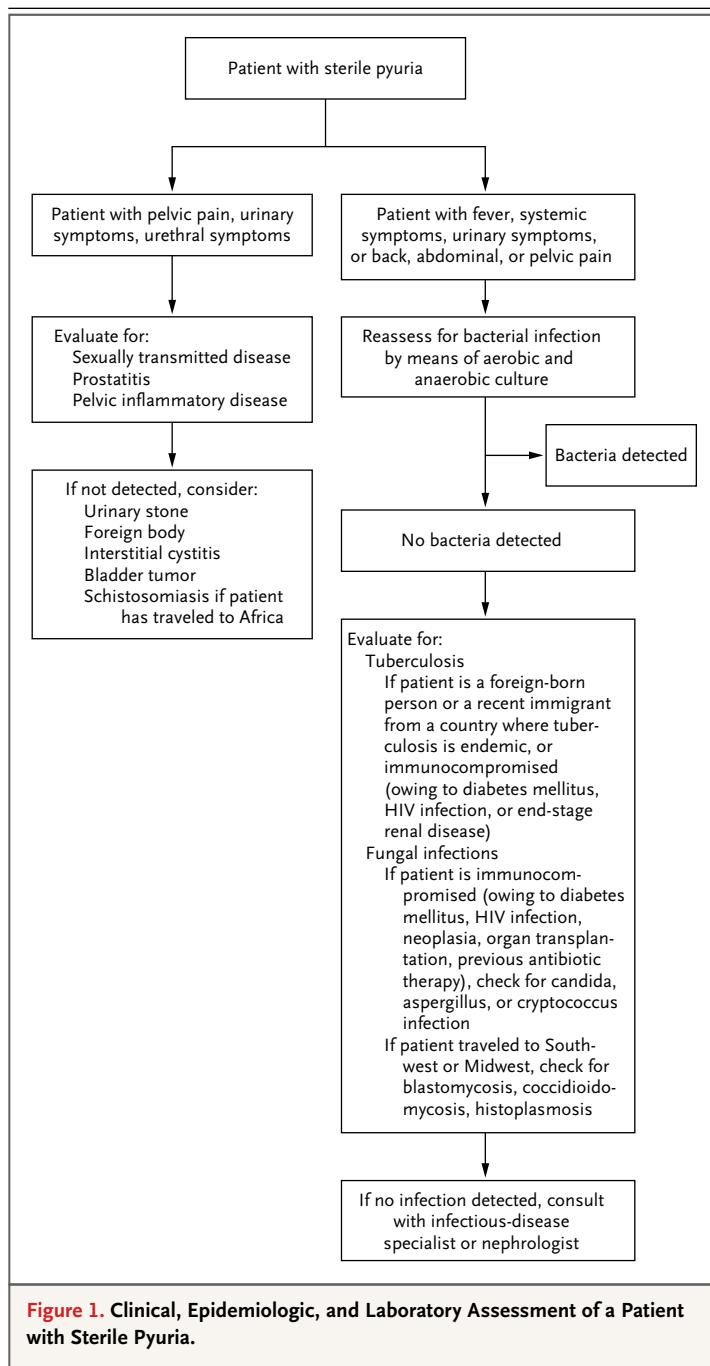 Patient with sterile pyuria
Patient with pelvic pain, urinary
symptoms, urethral symptoms
Evaluate for:
Sexually transmitted disease
Prostatitis
Pelvic inflammatory disease
If not detected, consider:
Urinary stone
Foreign body
Interstitial cystitis
Bladder tumor
Schistosomiasis if patient
has traveled to Africa
Patient with fever, systemic
symptoms, urinary symptoms,
or back, abdominal, or pelvic pain
Reassess for bacterial infection
by means of aerobic and
anaerobic culture
Bacteria detected
No bacteria detected
Evaluate for:
Tuberculosis
If patient is a foreign-born
person or a recent immigrant
from a country where tuber-
culosis is endemic, or
immunocompromised
(owing to diabetes mellitus,
HIV infection, or end-stage
renal disease)
Fungal infections
If patient is immunocom-
promised (owing to diabetes
mellitus, HIV infection,
neoplasia, organ transplan-
tation, previous antibiotic
therapy), check for candida,
aspergillus, or cryptococcus
infection
If patient traveled to South-
west or Midwest, check for
blastomycosis, coccidioido-
mycosis, histoplasmosis
If no infection detected, consult
with infectious-disease
specialist or nephrologist
Figure 1. Clinical, Epidemiologic, and Laboratory Assessment of a Patient
with Sterile Pyuria.